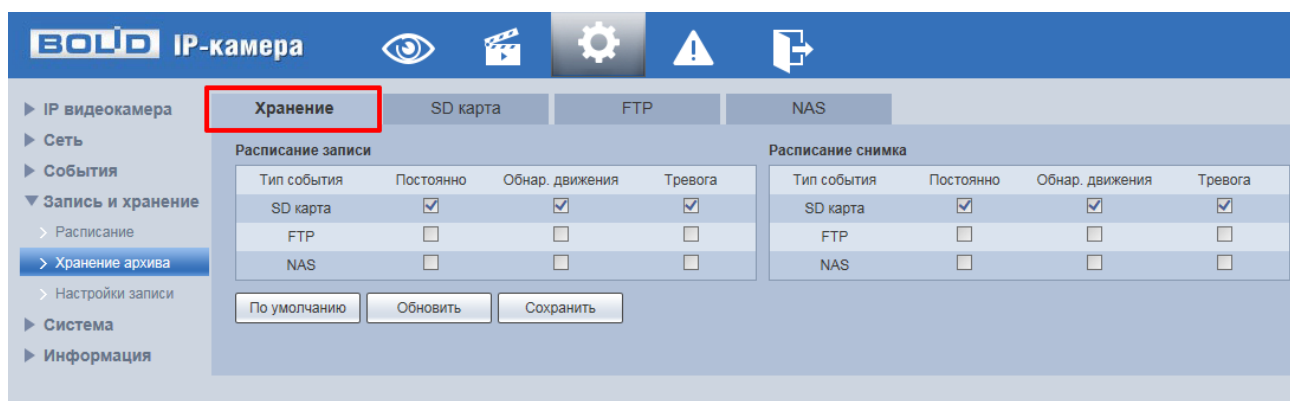 BOLID IP-камера
IP видеокамера
Сеть
События
Запись и хранение
Расписание
Хранение архива
Настройки записи
Система
Информация
Хранение SD карта FTP NAS
Расписание записи
Тип события Постоянно Обнар. движения Тревога
SD карта
FTP
NAS
Расписание снимка
Тип события Постоянно Обнар. движения Тревога
SD карта
FTP
NAS
По умолчанию Обновить Сохранить